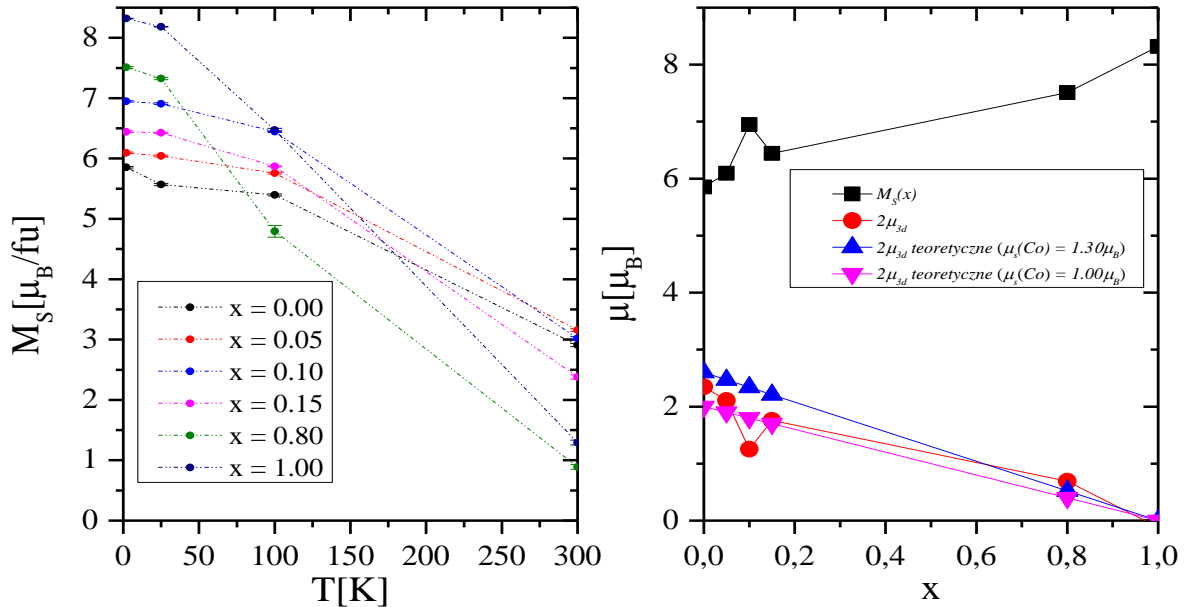 8
7
6
5
4
3
2
1
0
M_S[μ_B/fu]
x = 0.00
x = 0.05
x = 0.10
x = 0.15
x = 0.80
x = 1.00
0 50 100 150 200 250 300
T[K]
8
6
4
2
0
μ[μ_B]
M_S(x)
2μ_3d
2μ_3d teoretyczne (μ_s(Co) = 1.30μ_B)
2μ_3d teoretyczne (μ_s(Co) = 1.00μ_B)
0,0 0,2 0,4 0,6 0,8 1,0
x